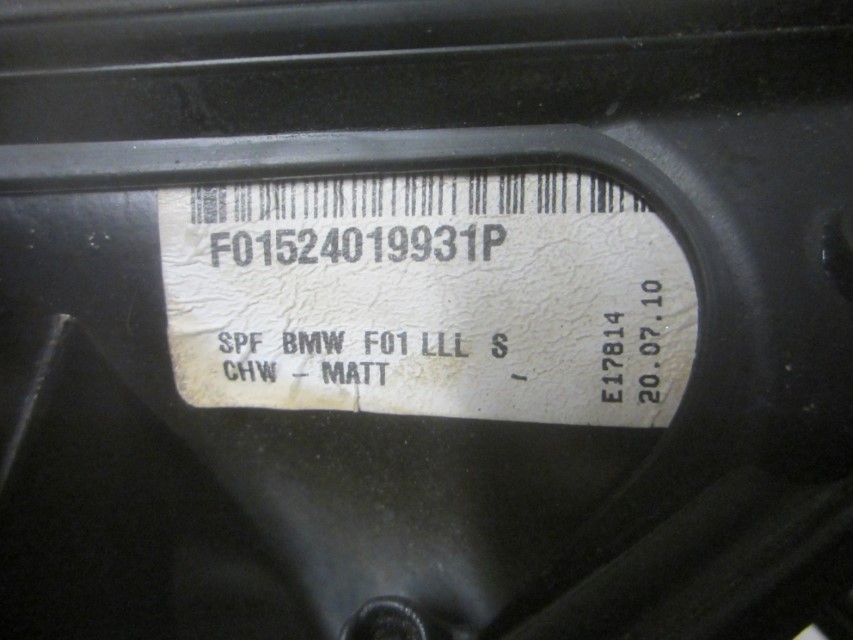 F01524019931P
SPF BMW F01 LLL S
CHW - MATT -
E17814
20.07.10